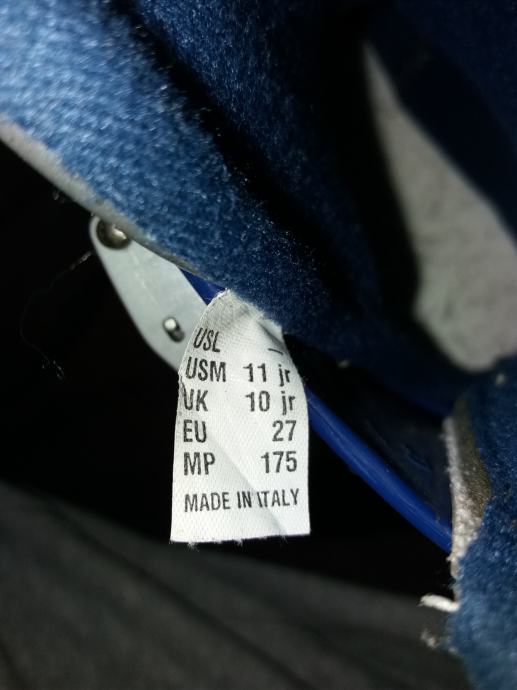 USL –
USM 11 jr
UK 10 jr
EU 27
MP 175
MADE IN ITALY